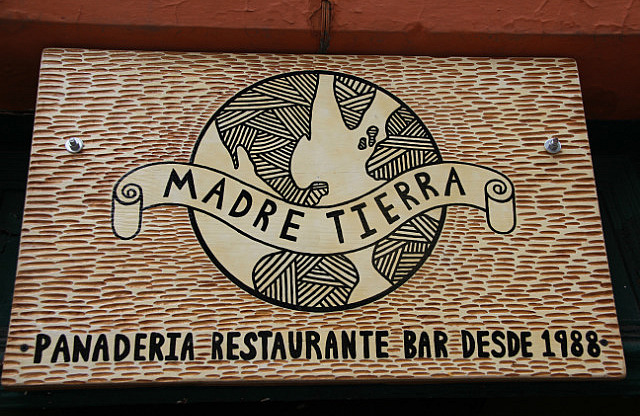 MADRE TIERRA
PANADERIA RESTAURANTE BAR DESDE 1988